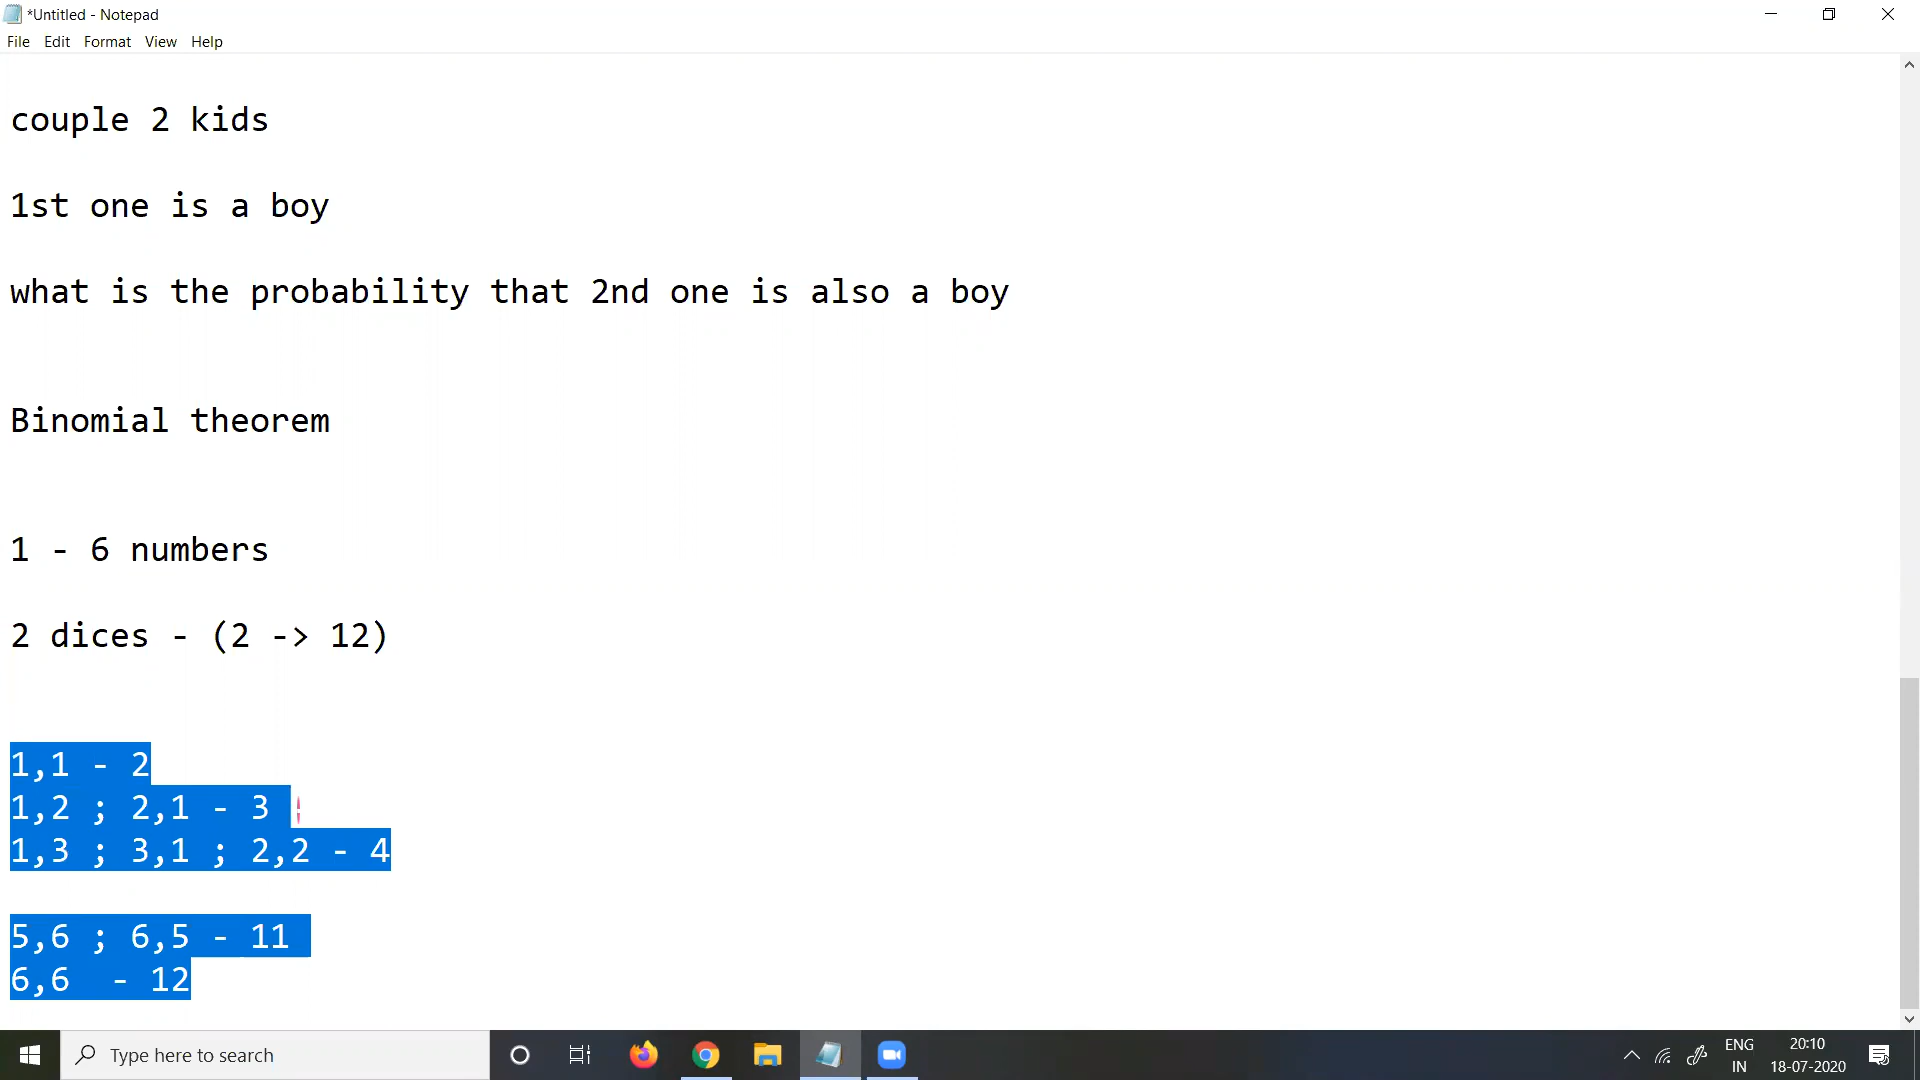 *Untitled - Notepad
File Edit Format View Help
couple 2 kids
1st one is a boy
what is the probability that 2nd one is also a boy
Binomial theorem
1 - 6 numbers
2 dices - (2 -> 12)
1,1 - 2
1,2 ; 2,1 - 3
1,3 ; 3,1 ; 2,2 - 4
5,6 ; 6,5 - 11
6,6  - 12
Type here to search
ENG
IN
20:10
18-07-2020